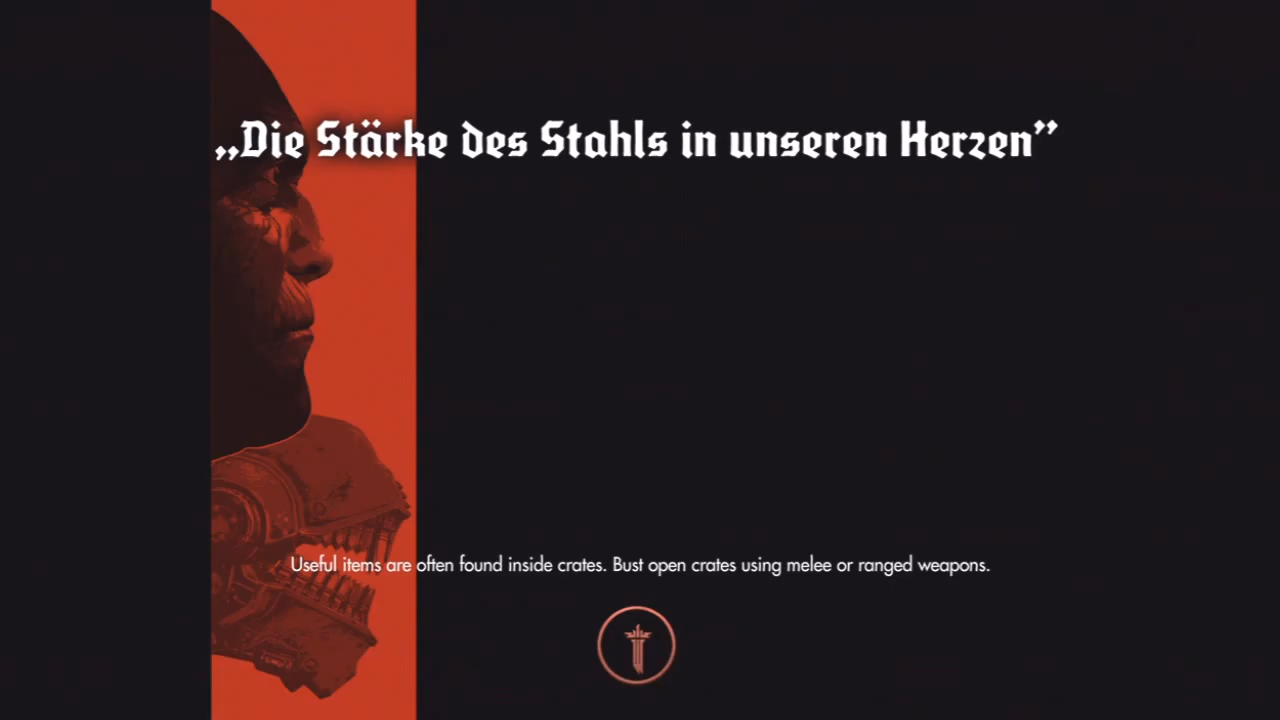 „Die Stärke des Stahls in unseren Herzen”
Useful items are often found inside crates. Bust open crates using melee or ranged weapons.